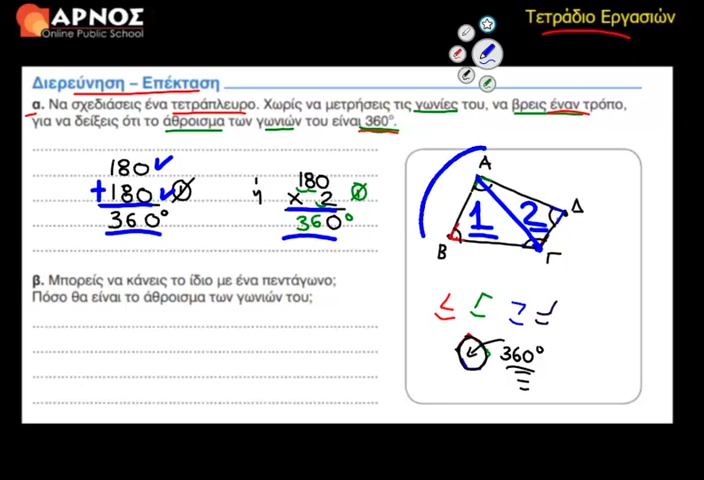 ΑΡΝΟΣ
Online Public School
Τετράδιο Εργασιών
Διερεύνηση – Επέκταση
α. Να σχεδιάσεις ένα τετράπλευρο. Χωρίς να μετρήσεις τις γωνίες του, να βρεις έναν τρόπο,
για να δείξεις ότι το άθροισμα των γωνιών του είναι 360°.
180
+180
360°
ή
180
x 2
360°
Α
Β
Γ
Δ
1 2
360°
β. Μπορείς να κάνεις το ίδιο με ένα πεντάγωνο;
Πόσο θα είναι το άθροισμα των γωνιών του;